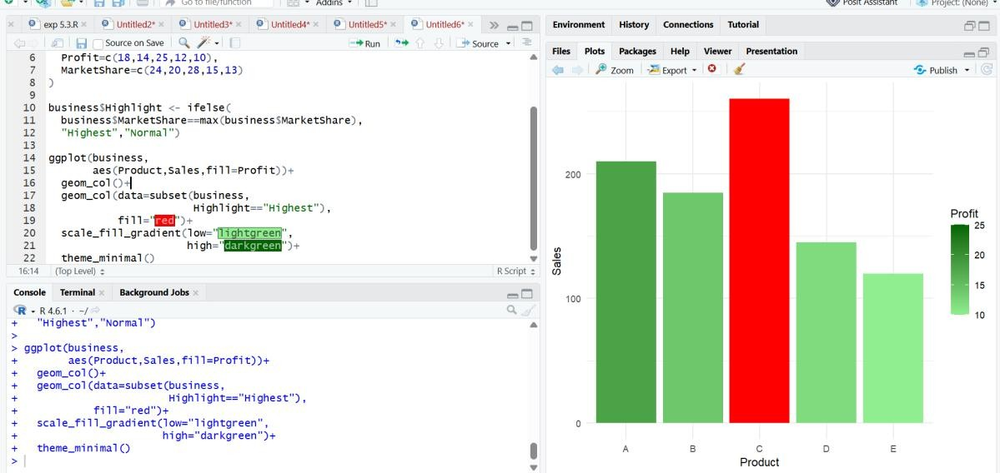 Go to file/function
Addins
Posit Assistant
Project: (None)
exp 5.3.R
Untitled2*
Untitled3*
Untitled4*
Untitled5*
Untitled6*
Source on Save
Run
Source
6 Profit=c(18,14,25,12,10),
7 MarketShare=c(24,20,28,15,13)
8 )
9
10 business$Highlight <- ifelse(
11 business$MarketShare==max(business$MarketShare),
12 "Highest","Normal")
13
14 ggplot(business,
15 aes(Product,Sales,fill=Profit))+
16 geom_col()+
17 geom_col(data=subset(business,
18 Highlight=="Highest"),
19 fill="red")+
20 scale_fill_gradient(low="lightgreen",
21 high="darkgreen")+
22 theme_minimal()
16:14 (Top Level) R Script
Console Terminal Background Jobs
R 4.6.1 · ~/
+ "Highest","Normal")
>
> ggplot(business,
+ aes(Product,Sales,fill=Profit))+
+ geom_col()+
+ geom_col(data=subset(business,
+ Highlight=="Highest"),
+ fill="red")+
+ scale_fill_gradient(low="lightgreen",
+ high="darkgreen")+
+ theme_minimal()
>
Environment History Connections Tutorial
Files Plots Packages Help Viewer Presentation
Zoom Export Publish
200
100
0
Sales
A B C D E
Product
Profit
25
20
15
10